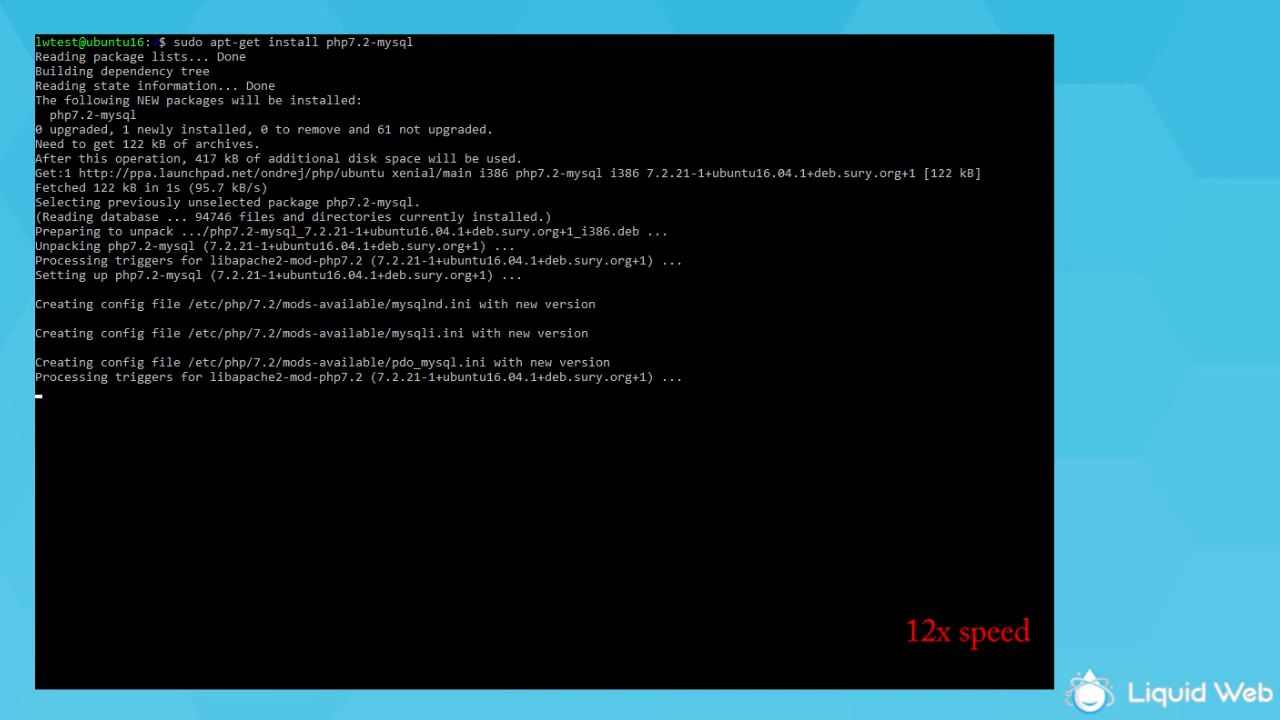 lwtest@ubuntu16:~$ sudo apt-get install php7.2-mysql
Reading package lists... Done
Building dependency tree
Reading state information... Done
The following NEW packages will be installed:
  php7.2-mysql
0 upgraded, 1 newly installed, 0 to remove and 61 not upgraded.
Need to get 122 kB of archives.
After this operation, 417 kB of additional disk space will be used.
Get:1 http://ppa.launchpad.net/ondrej/php/ubuntu xenial/main i386 php7.2-mysql i386 7.2.21-1+ubuntu16.04.1+deb.sury.org+1 [122 kB]
Fetched 122 kB in 1s (95.7 kB/s)
Selecting previously unselected package php7.2-mysql.
(Reading database ... 94746 files and directories currently installed.)
Preparing to unpack .../php7.2-mysql_7.2.21-1+ubuntu16.04.1+deb.sury.org+1_i386.deb ...
Unpacking php7.2-mysql (7.2.21-1+ubuntu16.04.1+deb.sury.org+1) ...
Processing triggers for libapache2-mod-php7.2 (7.2.21-1+ubuntu16.04.1+deb.sury.org+1) ...
Setting up php7.2-mysql (7.2.21-1+ubuntu16.04.1+deb.sury.org+1) ...
Creating config file /etc/php/7.2/mods-available/mysqlnd.ini with new version
Creating config file /etc/php/7.2/mods-available/mysqli.ini with new version
Creating config file /etc/php/7.2/mods-available/pdo_mysql.ini with new version
Processing triggers for libapache2-mod-php7.2 (7.2.21-1+ubuntu16.04.1+deb.sury.org+1) ...
12x speed
Liquid Web